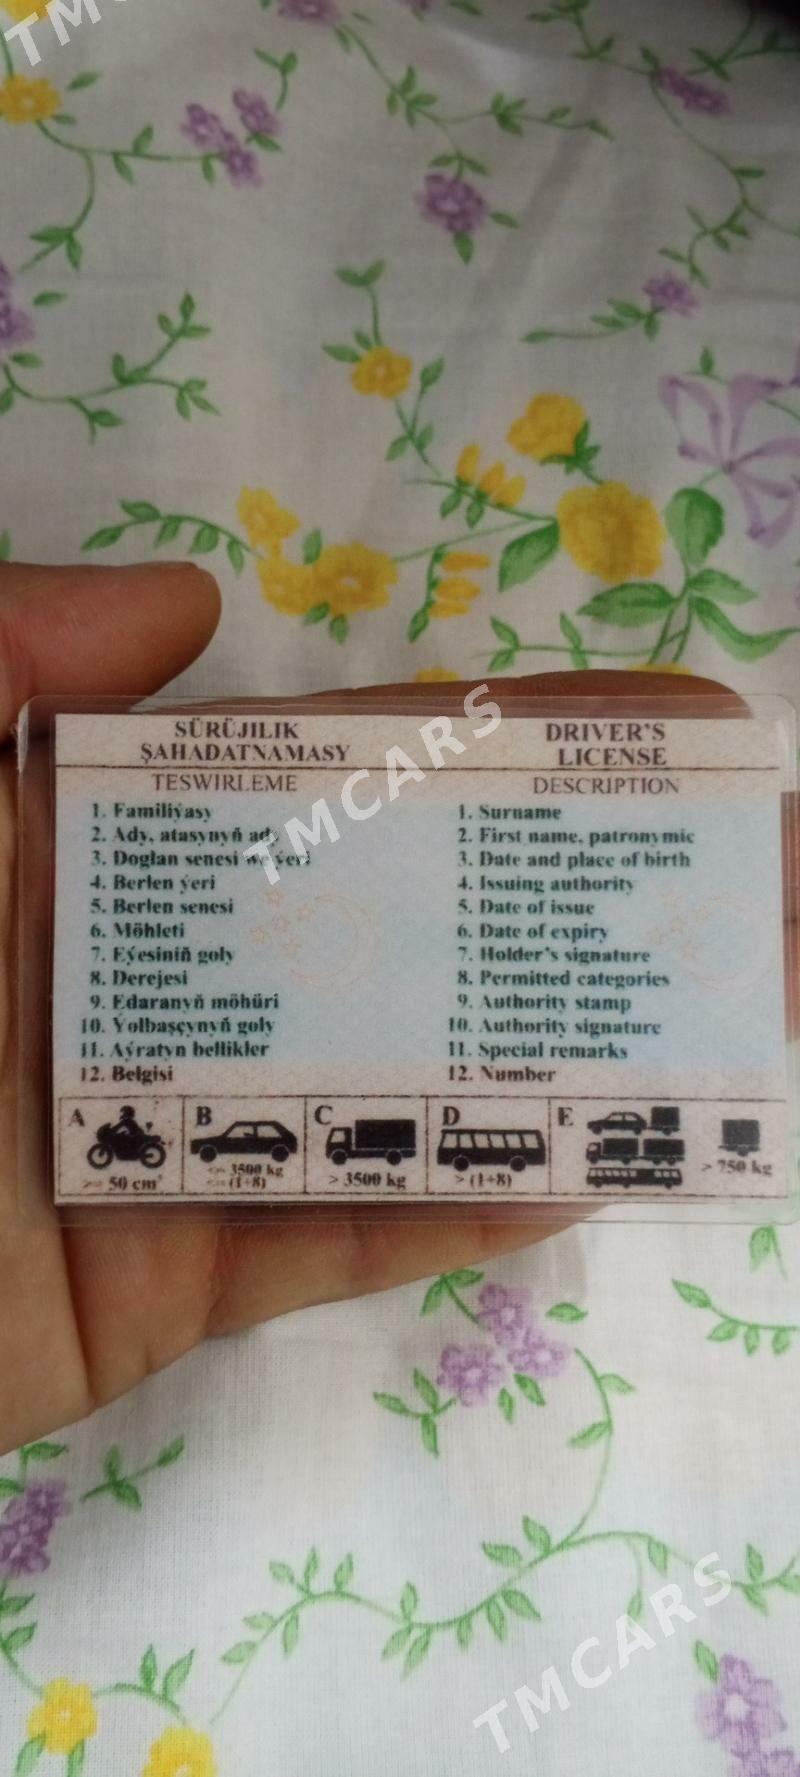 TMCARS
SÜRÜJILIK
ŞAHADATNAMASY
DRIVER'S
LICENSE
TESWIRLEME
DESCRIPTION
1. Familiýasy
2. Ady, atasynyň ady
3. Doglan senesi we ýeri
4. Berlen ýeri
5. Berlen senesi
6. Möhleti
7. Eýesiniň goly
8. Derejesi
9. Edaranyň möhüri
10. Ýolbaşçynyň goly
11. Aýratyn bellikler
12. Belgisi
1. Surname
2. First name, patronymic
3. Date and place of birth
4. Issuing authority
5. Date of issue
6. Date of expiry
7. Holder's signature
8. Permitted categories
9. Authority stamp
10. Authority signature
11. Special remarks
12. Number
TMCARS
A
>= 50 cm³
B
<= 3500 kg
<= (1+8)
C
> 3500 kg
D
> (1+8)
E
> 750 kg
TMCARS